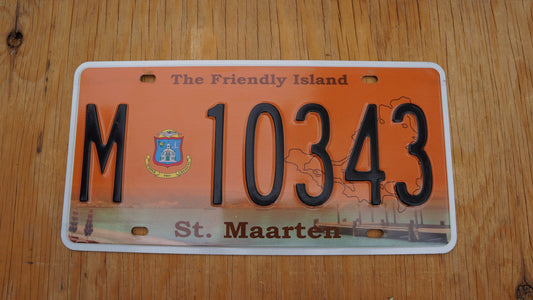 The Friendly Island
M 10343
St. Maarten